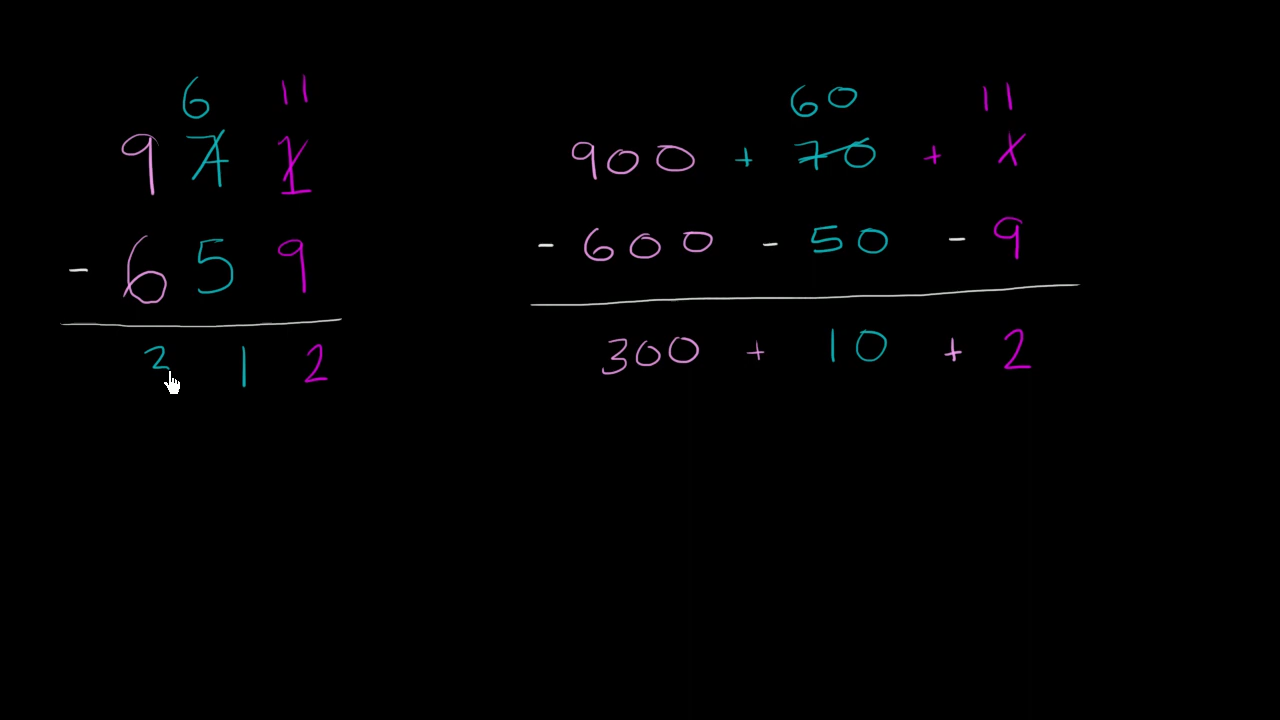 6 11
9 7 1
- 6 5 9
3 1 2
60 11
900 + 70 + 1
- 600 - 50 - 9
300 + 10 + 2